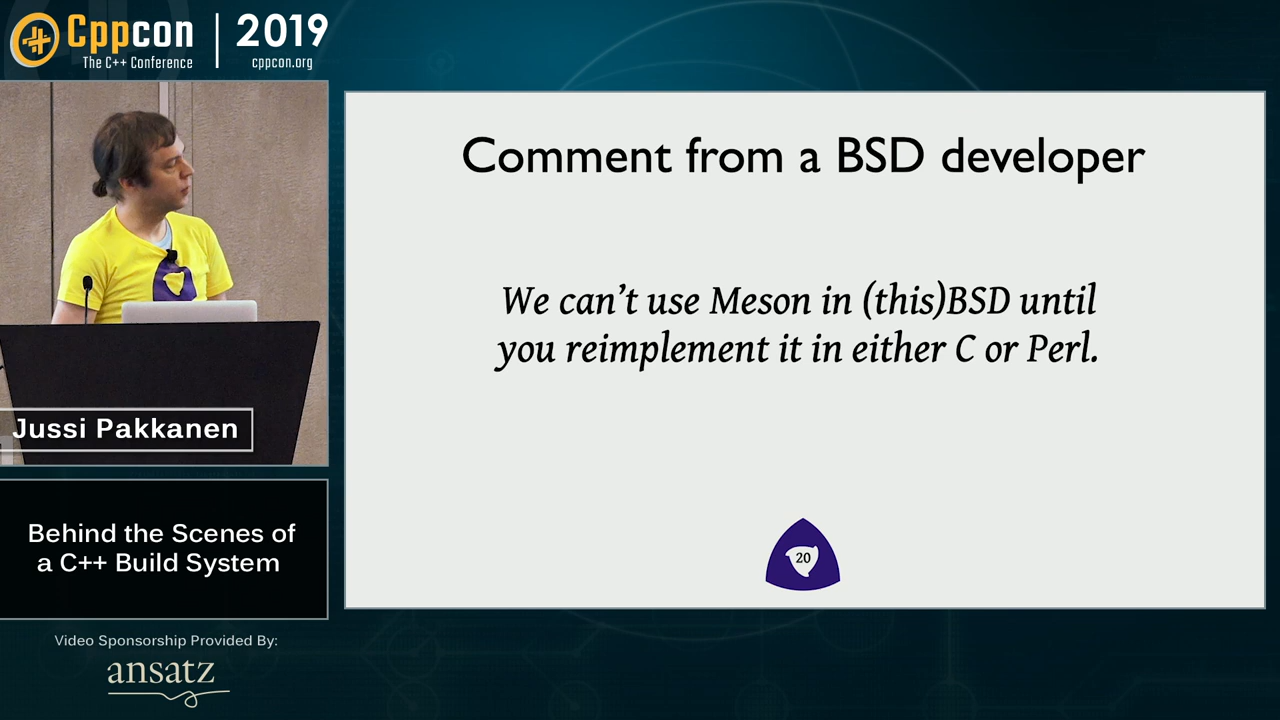 Cppcon
The C++ Conference
2019
cppcon.org
Jussi Pakkanen
Behind the Scenes of
a C++ Build System
Video Sponsorship Provided By:
ansatz
Comment from a BSD developer
We can’t use Meson in (this)BSD until
you reimplement it in either C or Perl.
20